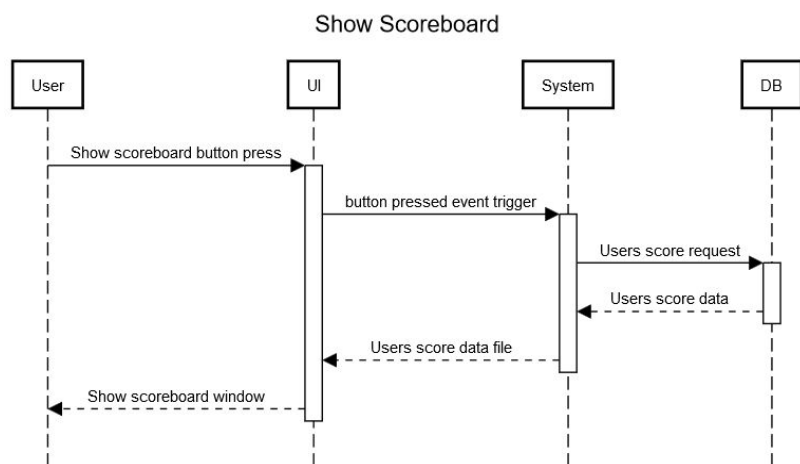 Show Scoreboard
User
UI
System
DB
Show scoreboard button press
button pressed event trigger
Users score request
Users score data
Users score data file
Show scoreboard window